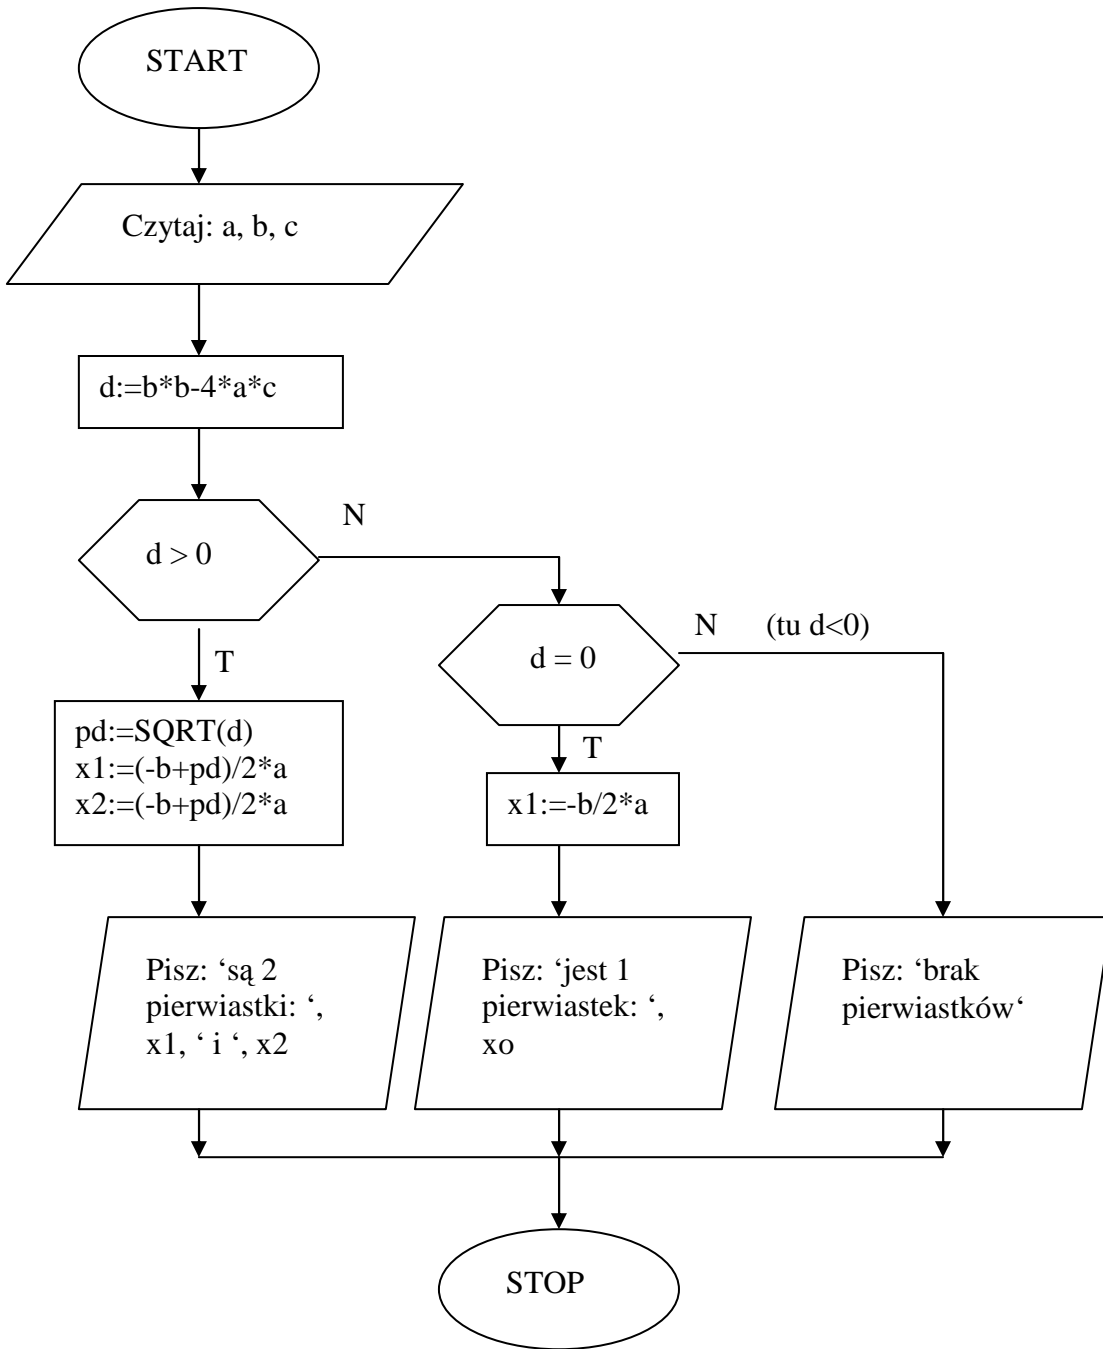 START
Czytaj: a, b, c
d:=b*b-4*a*c
d > 0
N
T
d = 0
N (tu d<0)
T
pd:=SQRT(d)
x1:=(-b+pd)/2*a
x2:=(-b+pd)/2*a
x1:=-b/2*a
Pisz: ‘są 2
pierwiastki: ‘,
x1, ‘ i ‘, x2
Pisz: ‘jest 1
pierwiastek: ‘,
xo
Pisz: ‘brak
pierwiastków‘
STOP